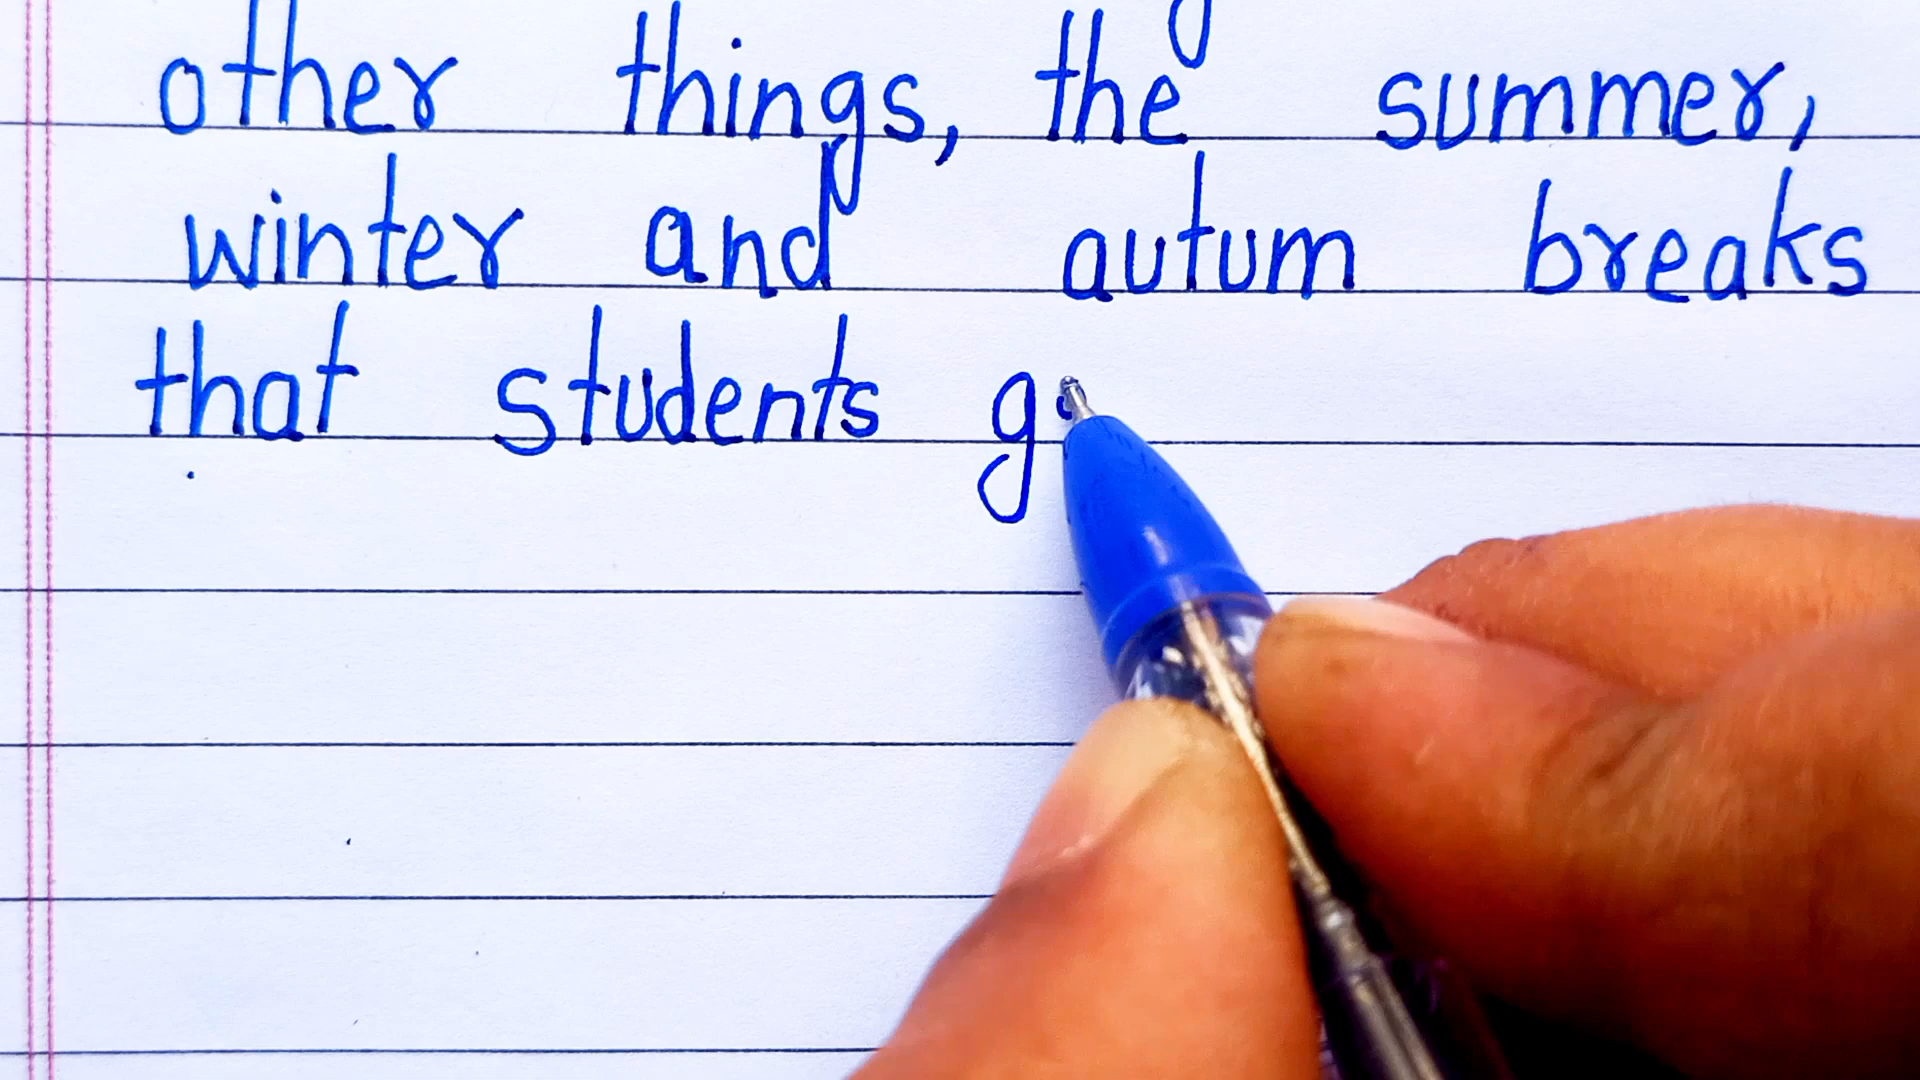 other things, the summer,
winter and autum breaks
that students g